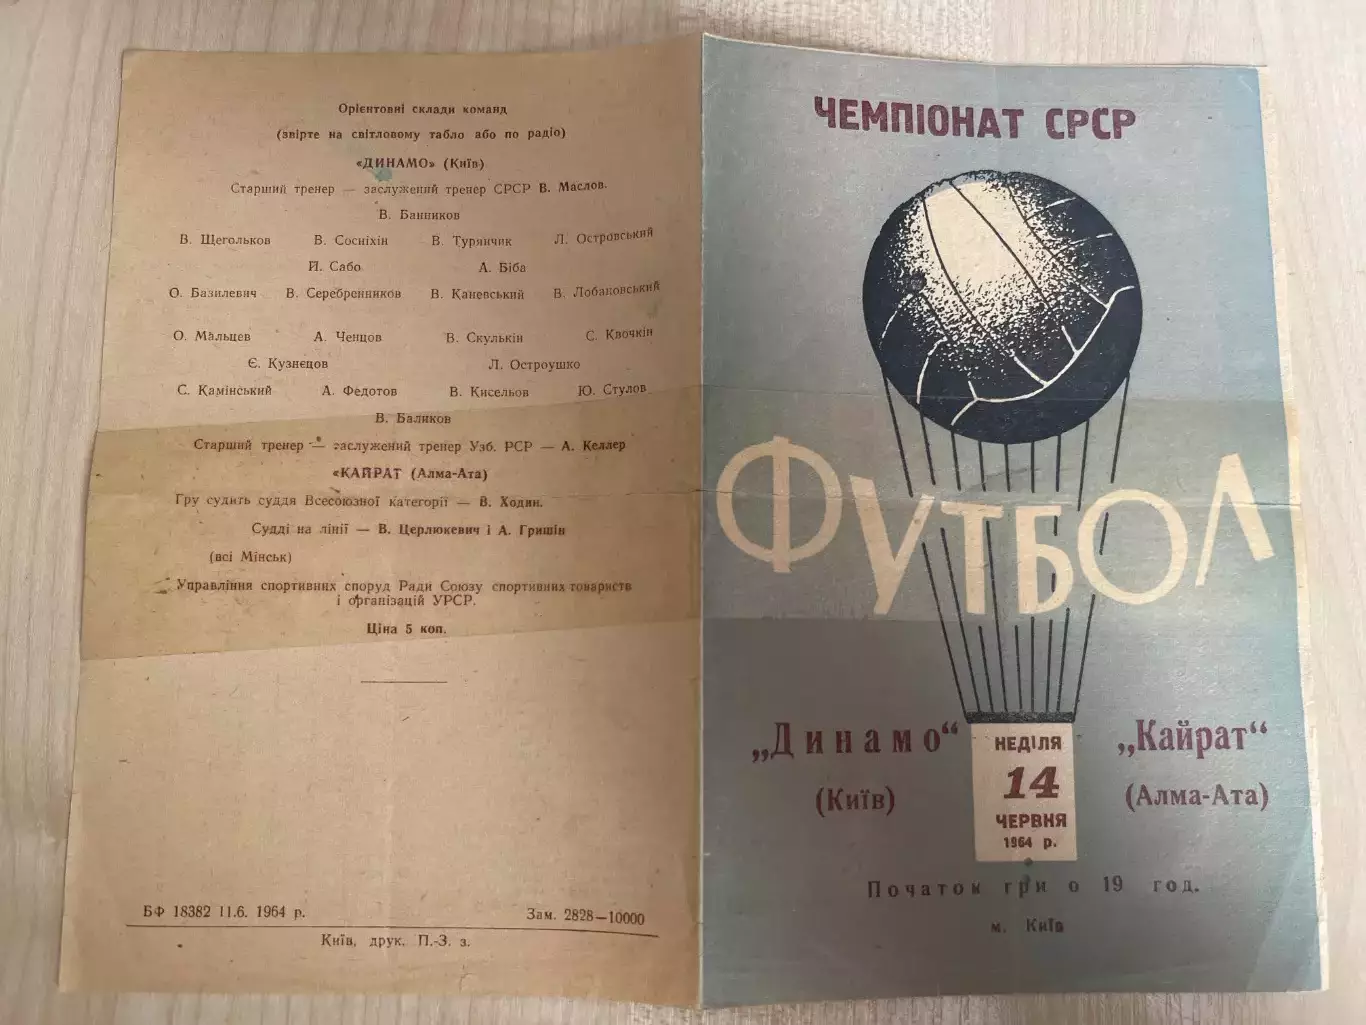 Орієнтовні склади команд
(звірте на світловому табло або по радіо)
«ДИНАМО» (Київ)
Старший тренер — заслужений тренер СРСР В. Маслов.
В. Банников
В. Щегольков В. Сосніхін В. Турянчик Л. Островський
Й. Сабо А. Біба
О. Базилевич В. Серебренников В. Каневський В. Лобановський
О. Мальцев А. Ченцов В. Скулькін С. Квочкін
Є. Кузнєцов Л. Остроушко
С. Камінський А. Федотов В. Кисельов Ю. Стулов
В. Баликов
Старший тренер — заслужений тренер Узб. РСР — А. Келлер
«КАЙРАТ (Алма-Ата)
Гру судить суддя Всесоюзної категорії — В. Ходин.
Судді на лінії — В. Церлюкевич і А. Гришін
(всі Мінськ)
Управління спортивних споруд Ради Союзу спортивних товариств
і організацій УРСР.
Ціна 5 коп.
БФ 18382 11.6. 1964 р. Зам. 2828—10000
Київ, друк. П.-З. з.
ЧЕМПІОНАТ СРСР
ФУТБОЛ
„Динамо“
(Київ)
НЕДІЛЯ
14
ЧЕРВНЯ
1964 р.
„Кайрат“
(Алма-Ата)
Початок гри о 19 год.
м. Київ